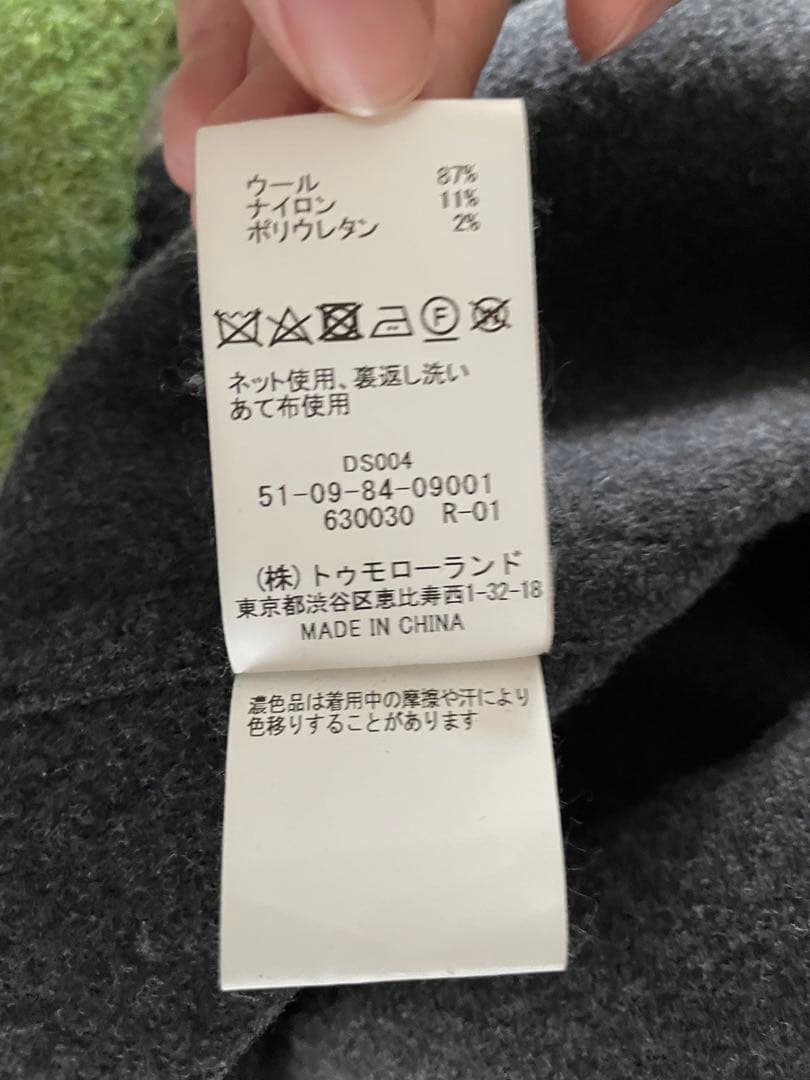 ウール 87%
ナイロン 11%
ポリウレタン 2%
F
ネット使用、裏返し洗い
あて布使用
DS004
51-09-84-09001
630030 R-01
(株)トゥモローランド
東京都渋谷区恵比寿西1-32-18
MADE IN CHINA
濃色品は着用中の摩擦や汗により
色移りすることがあります